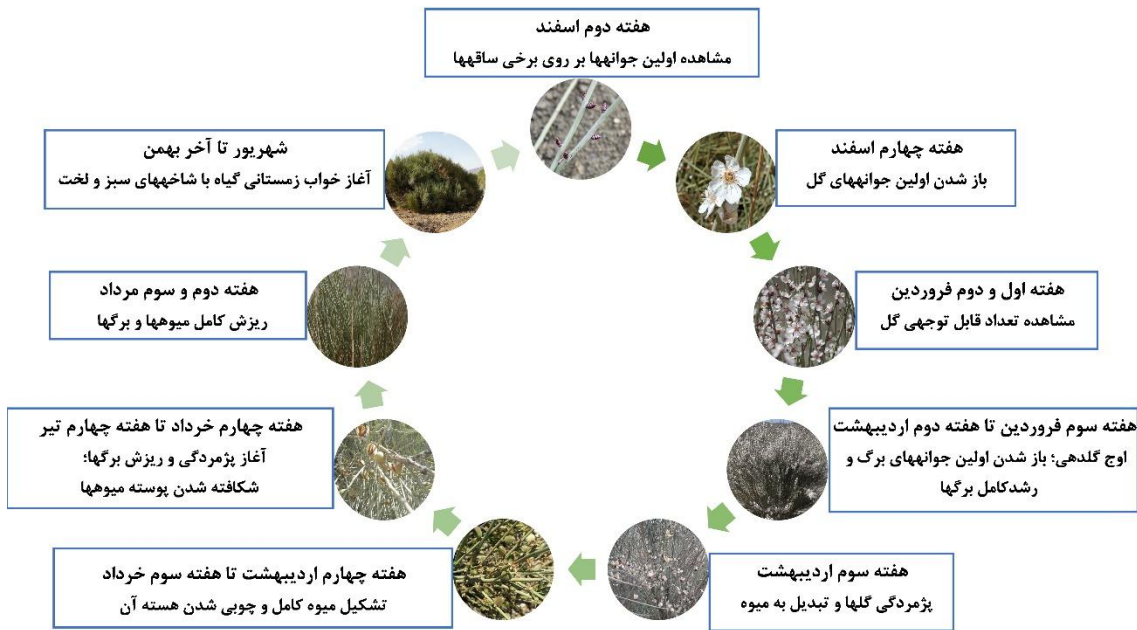 هفته دوم اسفند
مشاهده اولین جوانهها بر روی برخی ساقهها
هفته چهارم اسفند
باز شدن اولین جوانههای گل
هفته اول و دوم فروردین
مشاهده تعداد قابل توجهی گل
هفته سوم فروردین تا هفته دوم اردیبهشت
اوج گلدهی؛ باز شدن اولین جوانههای برگ و
رشدکامل برگها
هفته سوم اردیبهشت
پژمردگی گلها و تبدیل به میوه
هفته چهارم اردیبهشت تا هفته سوم خرداد
تشکیل میوه کامل و چوبی شدن هسته آن
هفته چهارم خرداد تا هفته چهارم تیر
آغاز پژمردگی و ریزش برگها؛
شکافته شدن پوسته میوهها
هفته دوم و سوم مرداد
ریزش کامل میوهها و برگها
شهریور تا آخر بهمن
آغاز خواب زمستانی گیاه با شاخههای سبز و لخت